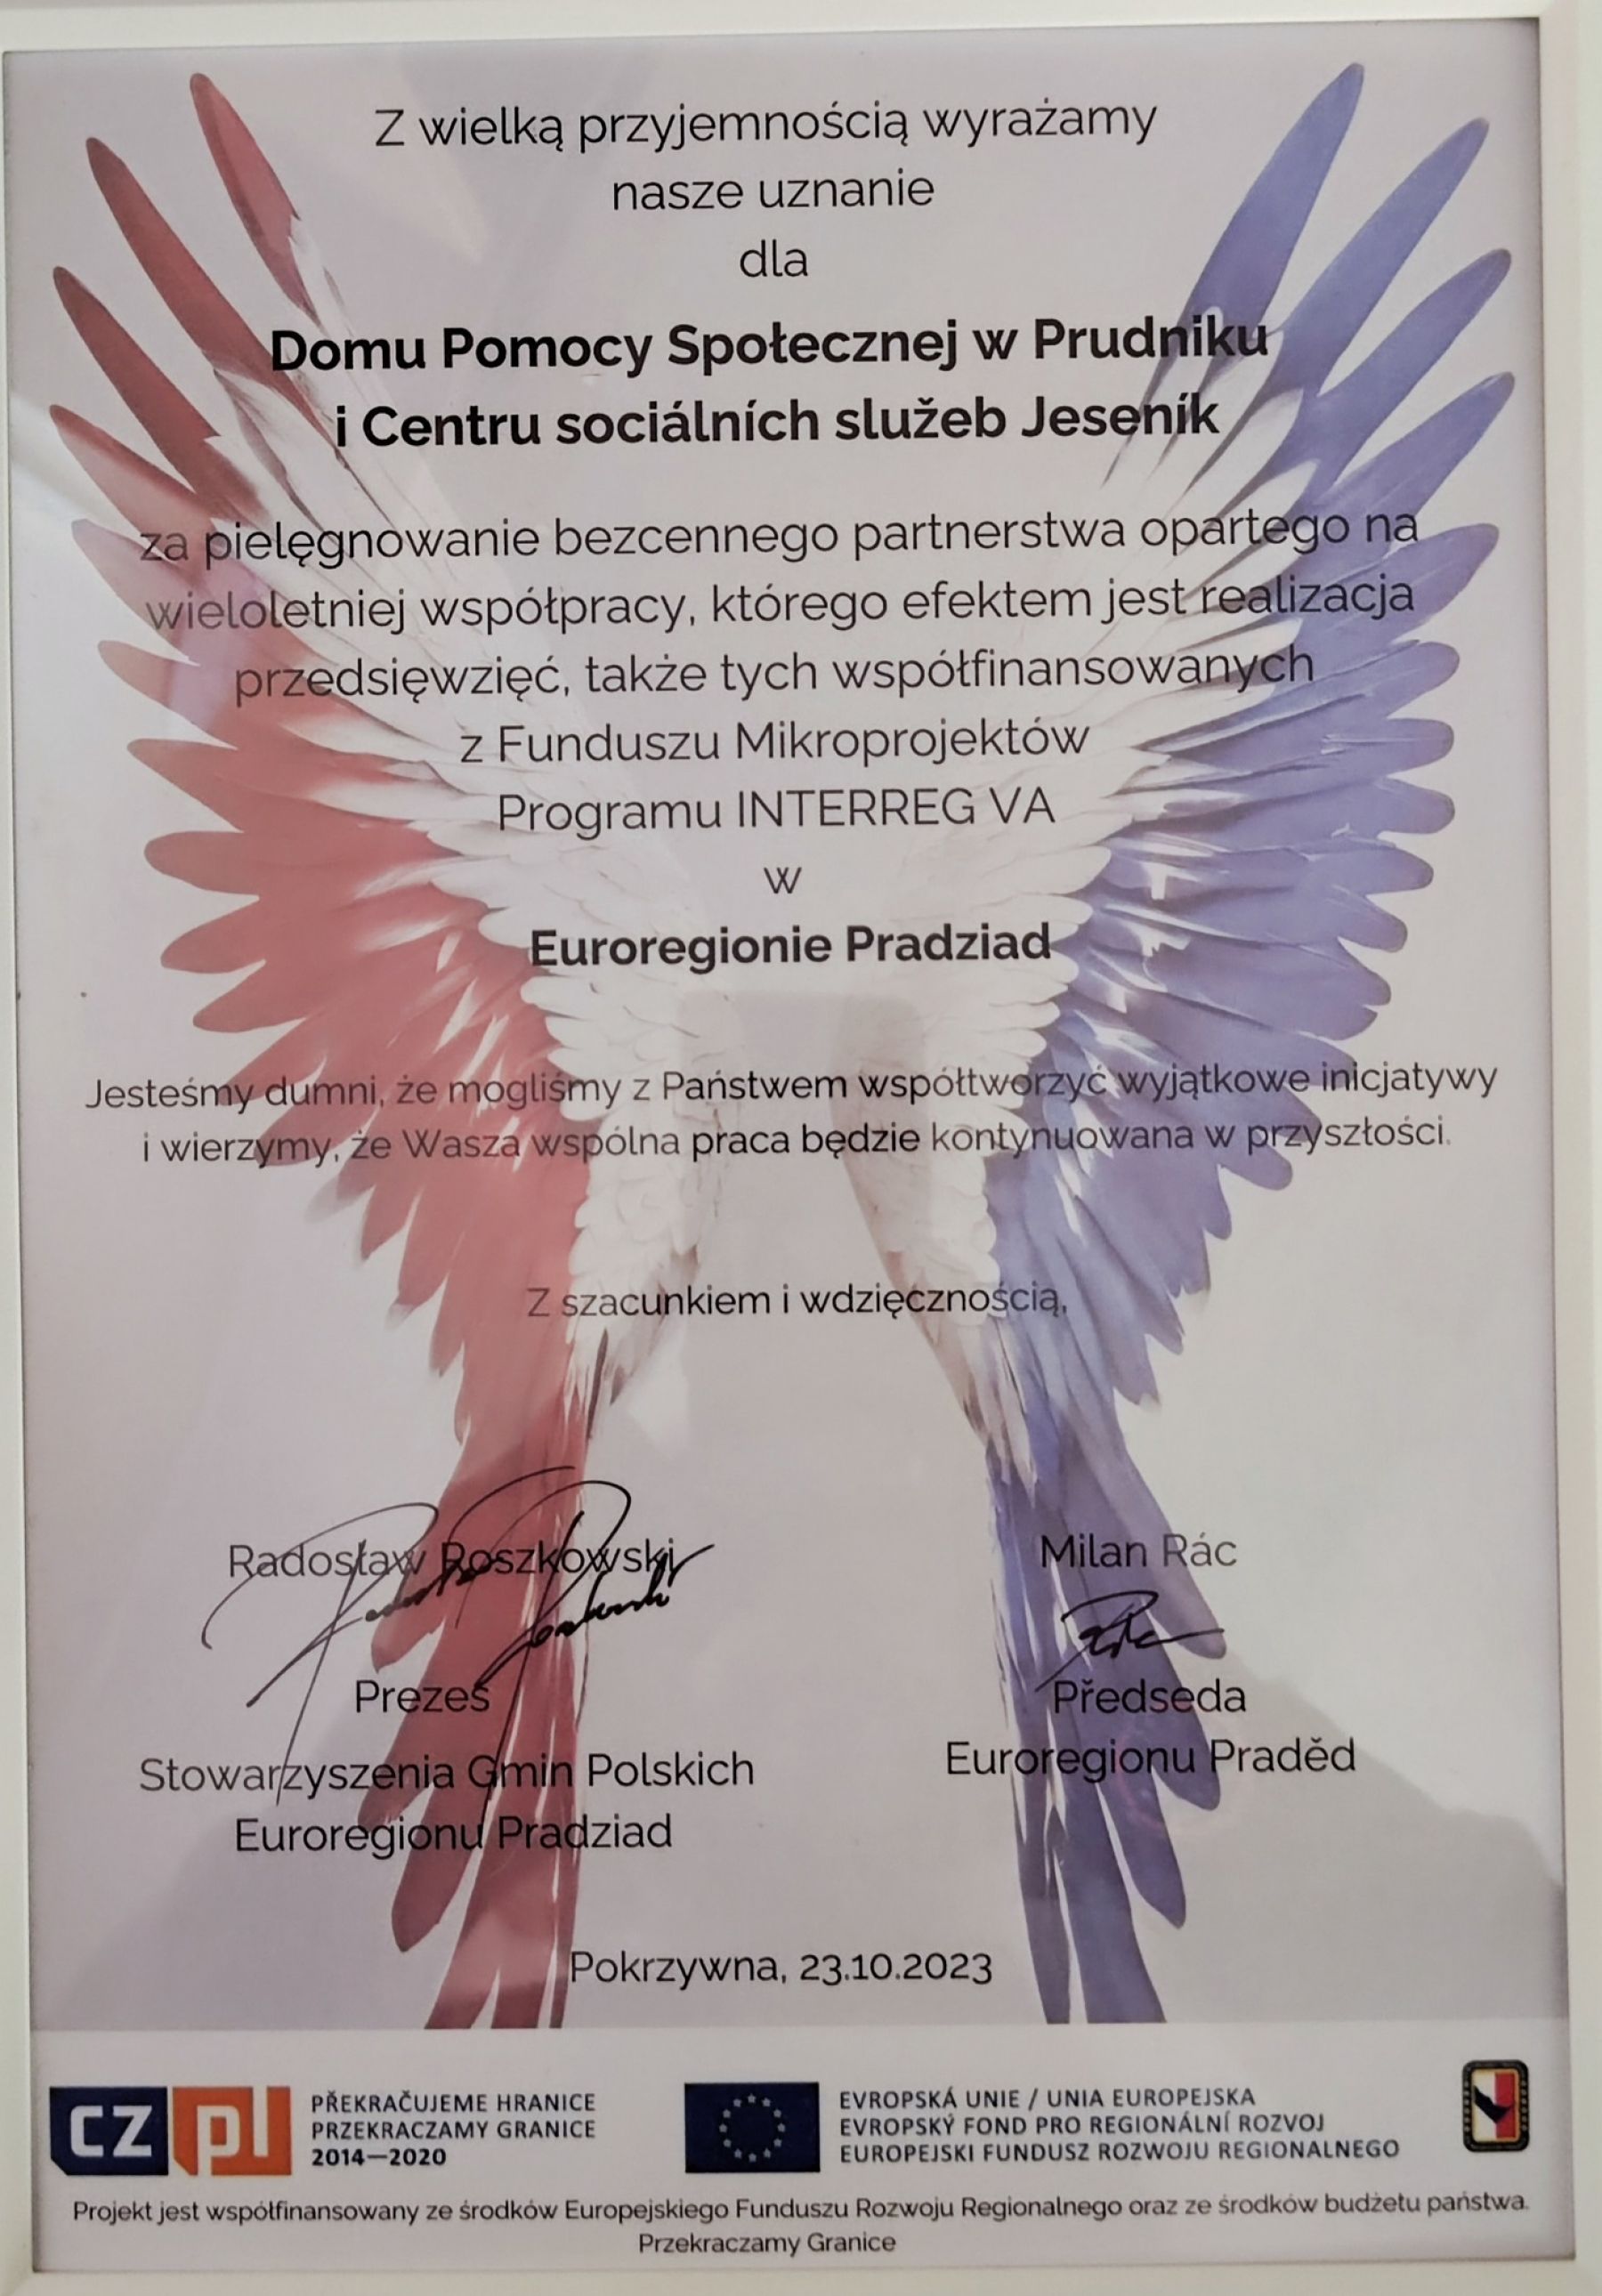 Z wielką przyjemnością wyrażamy
nasze uznanie
dla
Domu Pomocy Społecznej w Prudniku
i Centru sociálních služeb Jeseník
za pielęgnowanie bezcennego partnerstwa opartego na
wieloletniej współpracy, którego efektem jest realizacja
przedsięwzięć, także tych współfinansowanych
z Funduszu Mikroprojektów
Programu INTERREG VA
w
Euroregionie Pradziad
Jesteśmy dumni, że mogliśmy z Państwem współtworzyć wyjątkowe inicjatywy
i wierzymy, że Wasza wspólna praca będzie kontynuowana w przyszłości.
Z szacunkiem i wdzięcznością,
Radosław Roszkowski
Prezes
Stowarzyszenia Gmin Polskich
Euroregionu Pradziad
Milan Rác
Předseda
Euroregionu Praděd
Pokrzywna, 23.10.2023
CZ pl
PŘEKRAČUJEME HRANICE
PRZEKRACZAMY GRANICE
2014—2020
EVROPSKÁ UNIE / UNIA EUROPEJSKA
EVROPSKÝ FOND PRO REGIONÁLNÍ ROZVOJ
EUROPEJSKI FUNDUSZ ROZWOJU REGIONALNEGO
Projekt jest współfinansowany ze środków Europejskiego Funduszu Rozwoju Regionalnego oraz ze środków budżetu państwa.
Przekraczamy Granice